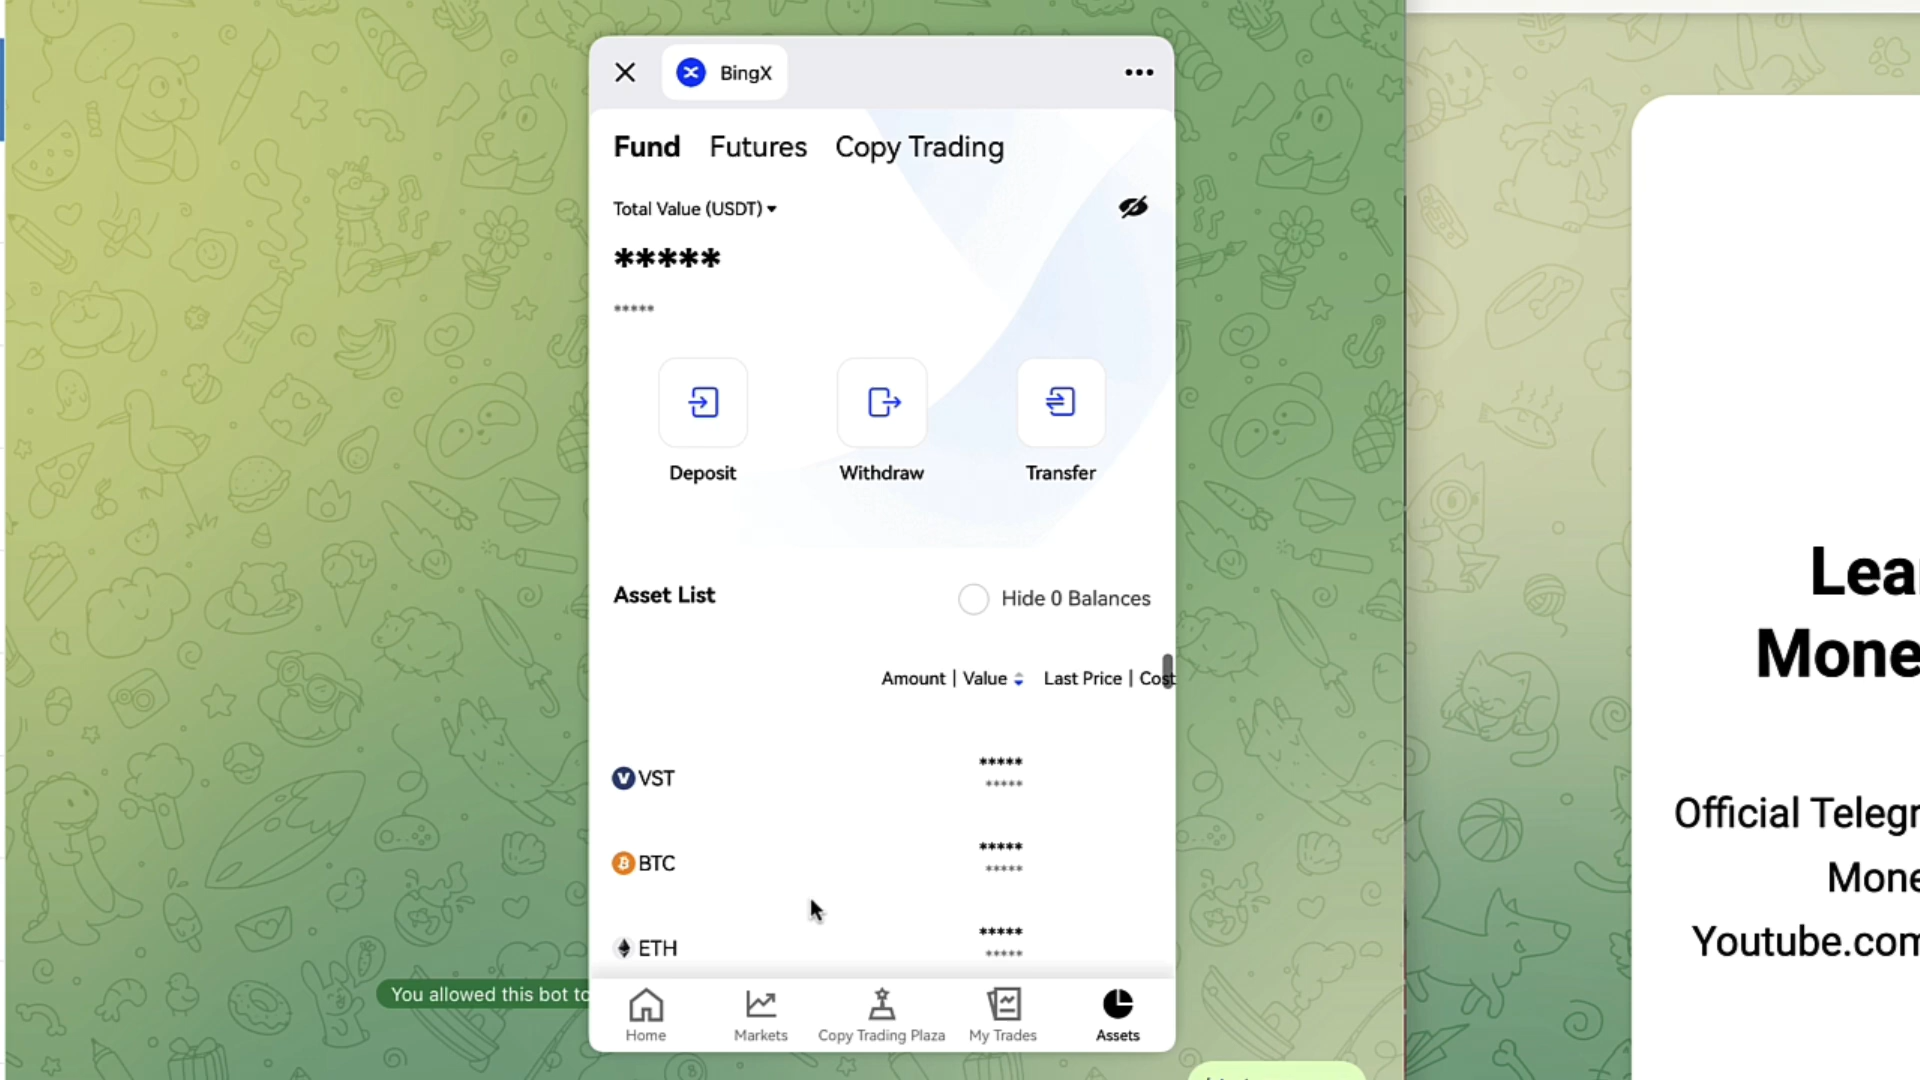 BingX
Fund Futures Copy Trading
Total Value (USDT)
*****
*****
Deposit Withdraw Transfer
Asset List Hide 0 Balances
Amount | Value Last Price | Cost
VST *****
*****
BTC *****
*****
ETH *****
*****
You allowed this bot to
Home Markets Copy Trading Plaza My Trades Assets
Lea
Mone
Official Telegr
Mone
Youtube.com